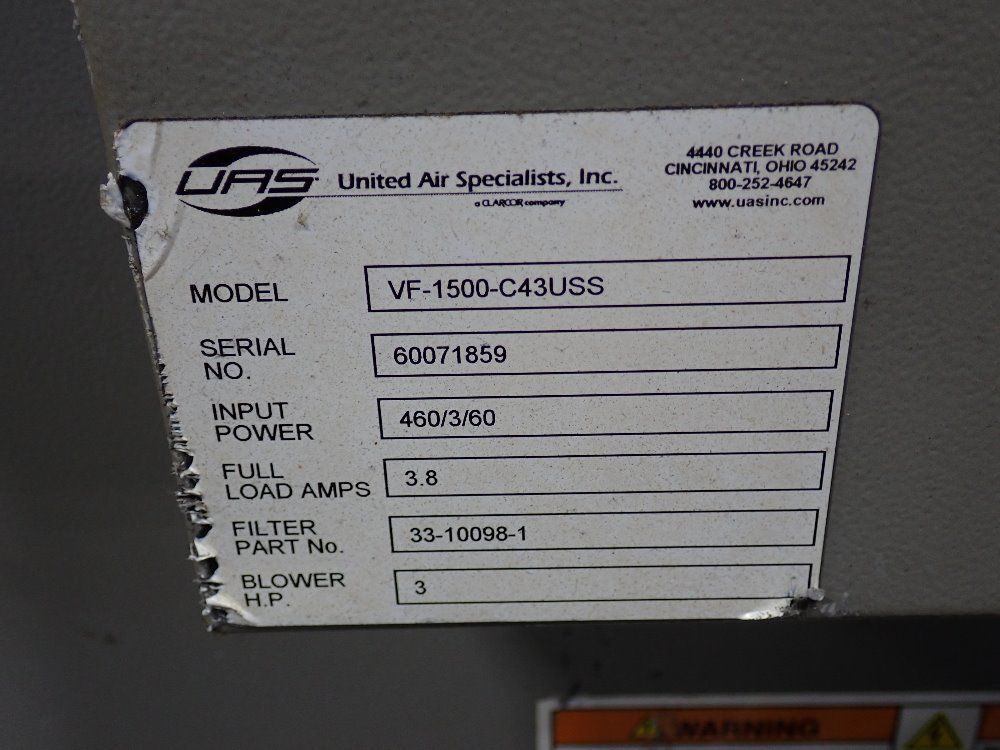 UAS United Air Specialists, Inc.
a CLARCOR company
4440 CREEK ROAD
CINCINNATI, OHIO 45242
800-252-4647
www.uasinc.com
MODEL VF-1500-C43USS
SERIAL NO. 60071859
INPUT POWER 460/3/60
FULL LOAD AMPS 3.8
FILTER PART No. 33-10098-1
BLOWER H.P. 3
WARNING